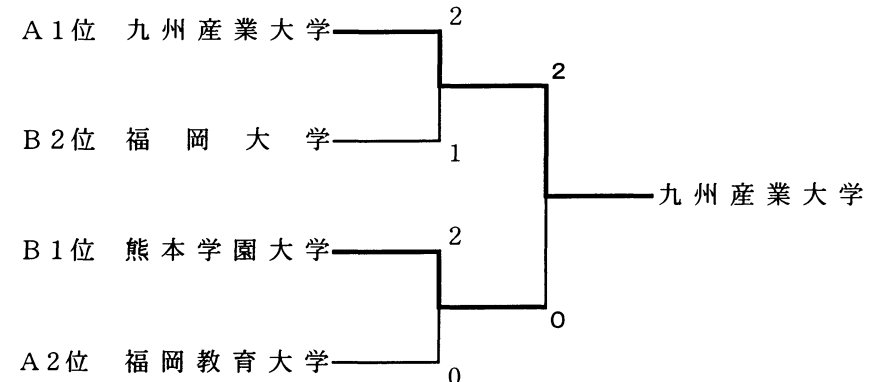 A1位 九州産業大学 2
2
B2位 福岡大学 1
九州産業大学
B1位 熊本学園大学 2
0
A2位 福岡教育大学 0